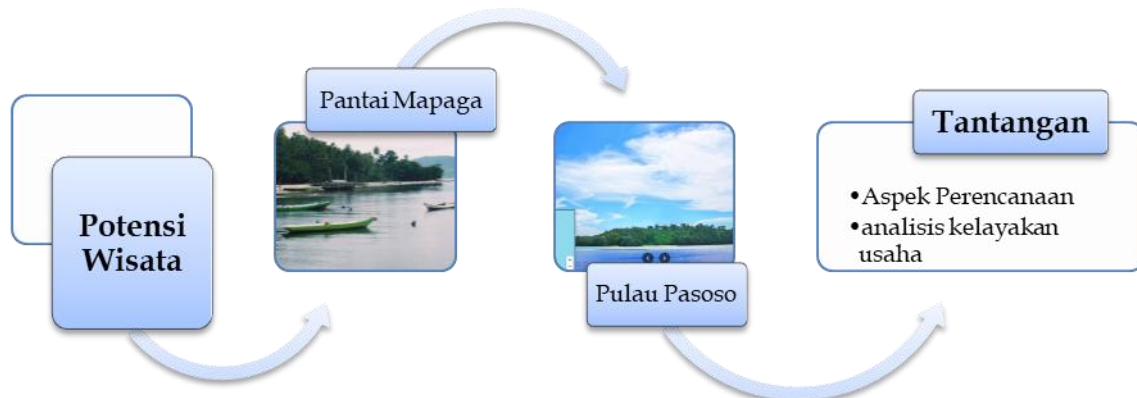 Potensi
Wisata
Pantai Mapaga
Pulau Pasoso
Tantangan
•Aspek Perencanaan
•analisis kelayakan
usaha